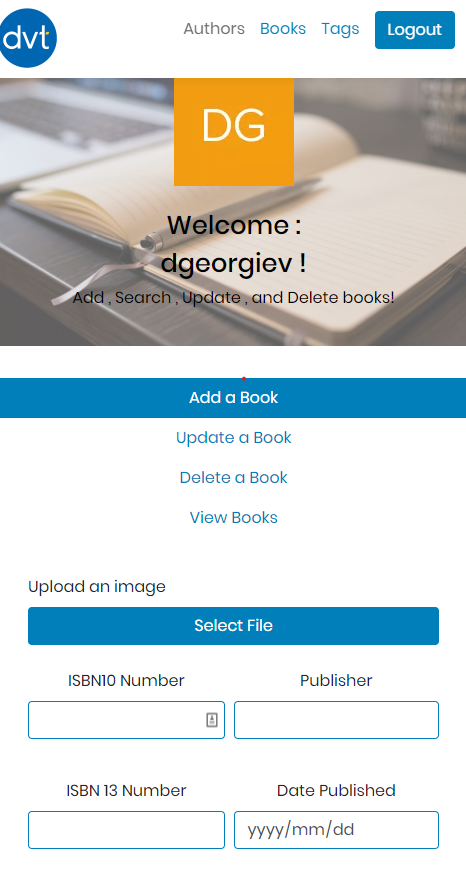 dvt
Authors Books Tags Logout
DG
Welcome :
dgeorgiev !
Add , Search , Update , and Delete books!
Add a Book
Update a Book
Delete a Book
View Books
Upload an image
Select File
ISBN10 Number Publisher
ISBN 13 Number Date Published
yyyy/mm/dd